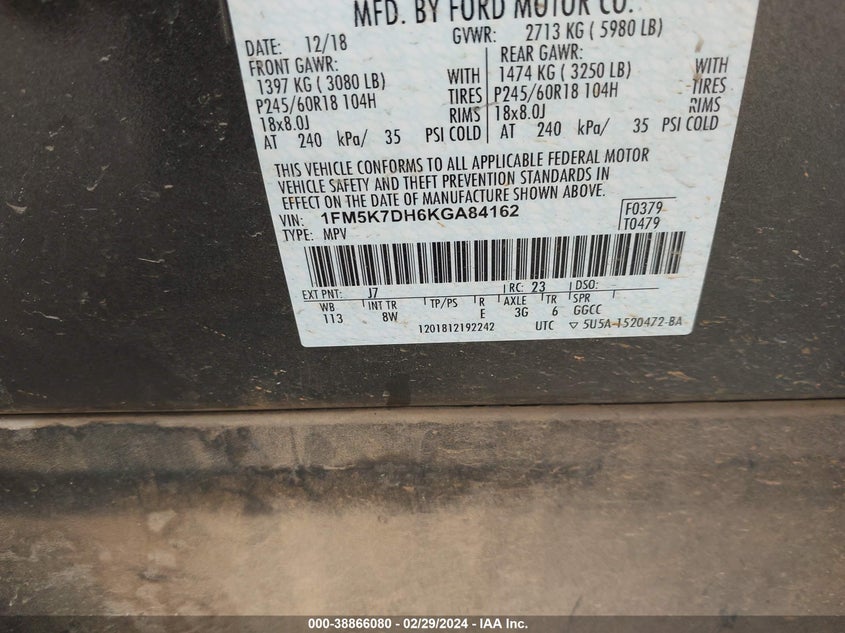 MFD. BY FORD MOTOR CO.
DATE: 12/18 GVWR: 2713 KG ( 5980 LB)
FRONT GAWR: REAR GAWR:
1397 KG ( 3080 LB) WITH 1474 KG ( 3250 LB) WITH
P245/60R18 104H TIRES P245/60R18 104H TIRES
18x8.0J RIMS 18x8.0J RIMS
AT 240 kPa/ 35 PSI COLD AT 240 kPa/ 35 PSI COLD
THIS VEHICLE CONFORMS TO ALL APPLICABLE FEDERAL MOTOR
VEHICLE SAFETY AND THEFT PREVENTION STANDARDS IN
EFFECT ON THE DATE OF MANUFACTURE SHOWN ABOVE.
VIN: 1FM5K7DH6KGA84162 F0379
TYPE: MPV T0479
EXT PNT: J7 RC: 23 DSO:
WB INT TR TP/PS R AXLE TR SPR
113 8W E 3G 6 GGCC
1201812192242 UTC ▽ 5U5A-1520472-BA
000-38866080 - 02/29/2024 - IAA Inc.